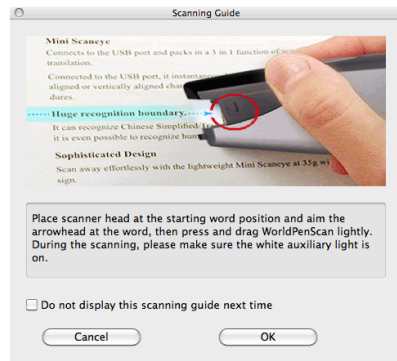 Scanning Guide
Mini Scaneye
Connects to the USB port and packs in a 3 in 1 function of
translation.
Connected to the USB port, it
aligned or vertically aligned
dures.
Huge recognition boundary.
It can recognize Chinese Simplified
it is even possible to recognize
Sophisticated Design
Scan away effortlessly with the lightweight Mini Scaneye at 35g
sign.
Place scanner head at the starting word position and aim the
arrowhead at the word, then press and drag WorldPenScan lightly.
During the scanning, please make sure the white auxiliary light is
on.
Do not display this scanning guide next time
Cancel
OK